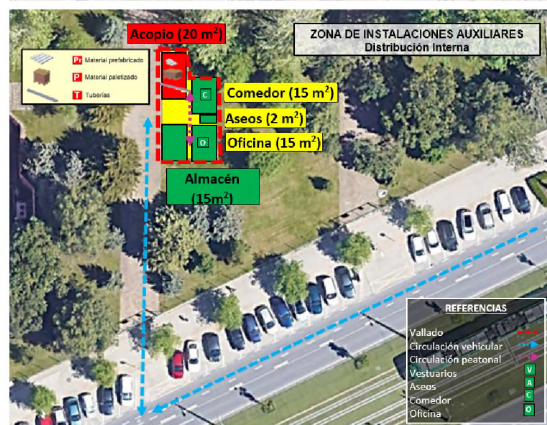 Acopio (20 m²)
ZONA DE INSTALACIONES AUXILIARES
Distribución Interna
Pr Material prefabricado
P Material paletizado
T Tuberías
C
Comedor (15 m²)
Aseos (2 m²)
O
Oficina (15 m²)
Almacén
(15m²)
REFERENCIAS
Vallado
Circulación vehicular
Circulación peatonal
Vestuarios V
Aseos A
Comedor C
Oficina O